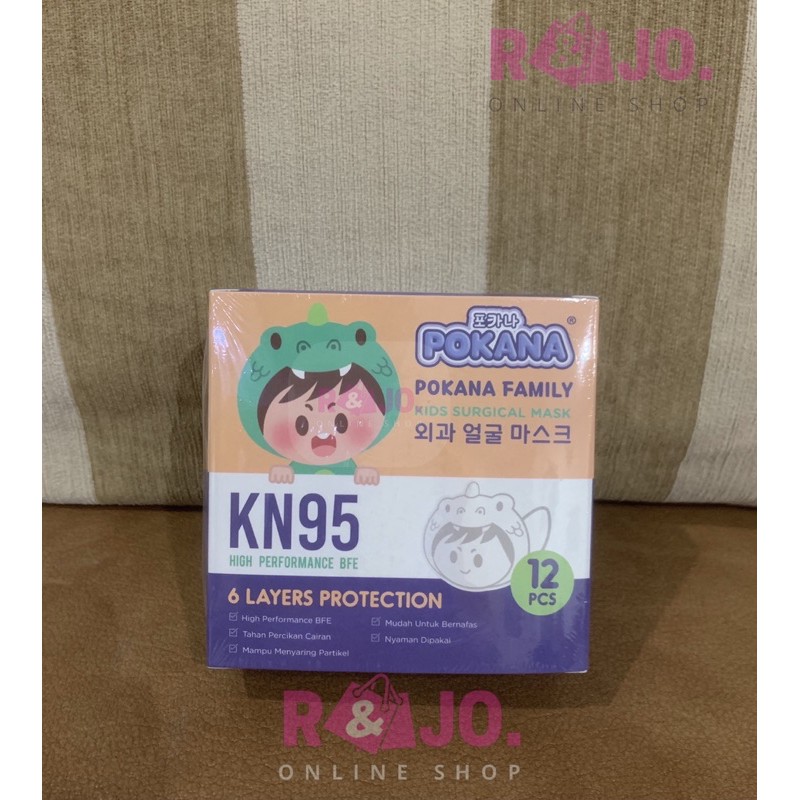 R&JO.
ONLINE SHOP
포카나
POKANA®
POKANA FAMILY
KIDS SURGICAL MASK
외과 얼굴 마스크
R&JO.
KN95
HIGH PERFORMANCE BFE
12
PCS
6 LAYERS PROTECTION
High Performance BFE
Tahan Percikan Cairan
Mampu Menyaring Partikel
Mudah Untuk Bernafas
Nyaman Dipakai
R&JO.
ONLINE SHOP